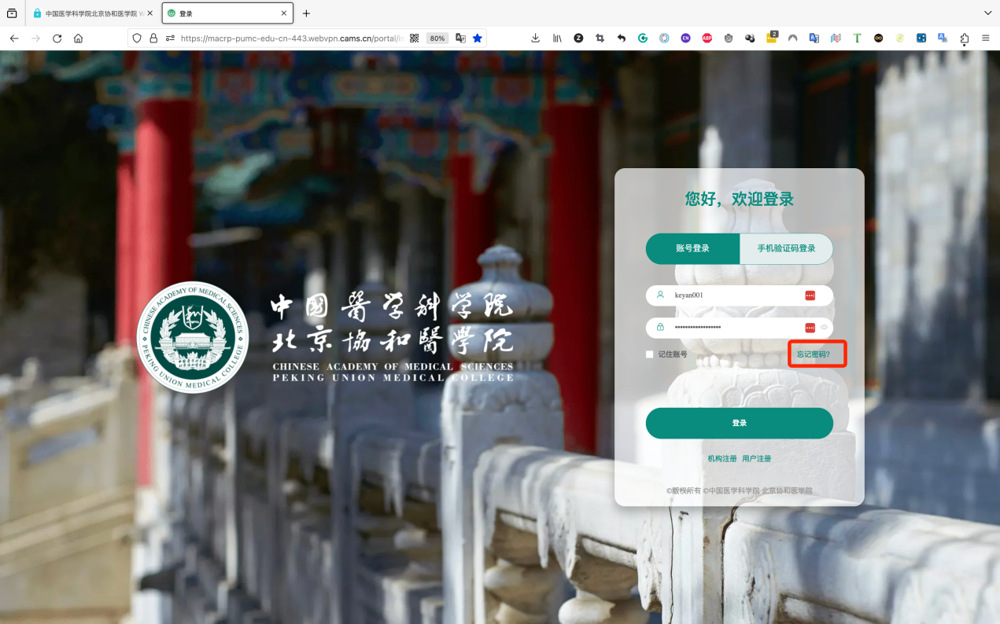 中国医学科学院北京协和医学院 W
登录
https://macrp-pumc-edu-cn-443.webvpn.cams.cn/portal/in
80%
您好，欢迎登录
账号登录
手机验证码登录
keyan001
记住账号
忘记密码?
登录
机构注册 用户注册
©版权所有 ©中国医学科学院 北京协和医学院
中国醫学科学院
北京協和醫學院
CHINESE ACADEMY OF MEDICAL SCIENCES
PEKING UNION MEDICAL COLLEGE
CHINESE ACADEMY OF MEDICAL SCIENCES
PEKING UNION MEDICAL COLLEGE